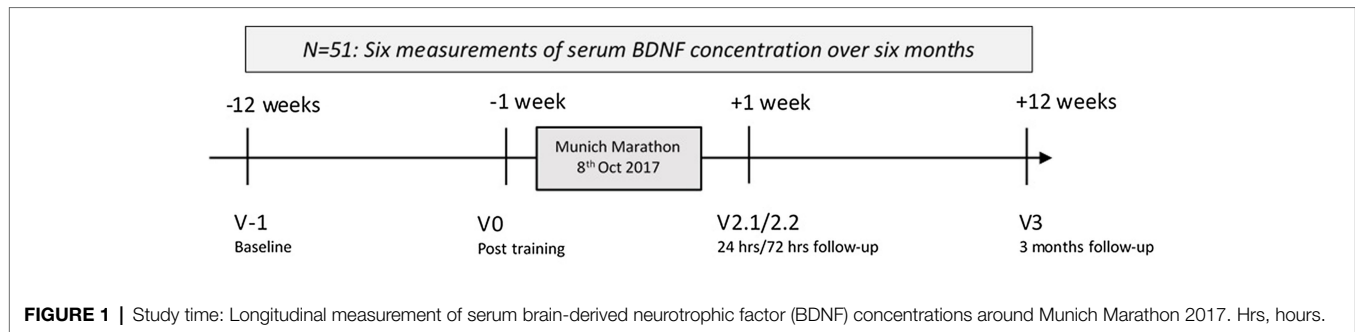 N=51: Six measurements of serum BDNF concentration over six months
-12 weeks
-1 week
+1 week
+12 weeks
Munich Marathon
8th Oct 2017
V-1
Baseline
V0
Post training
V2.1/2.2
24 hrs/72 hrs follow-up
V3
3 months follow-up
FIGURE 1 | Study time: Longitudinal measurement of serum brain-derived neurotrophic factor (BDNF) concentrations around Munich Marathon 2017. Hrs, hours.